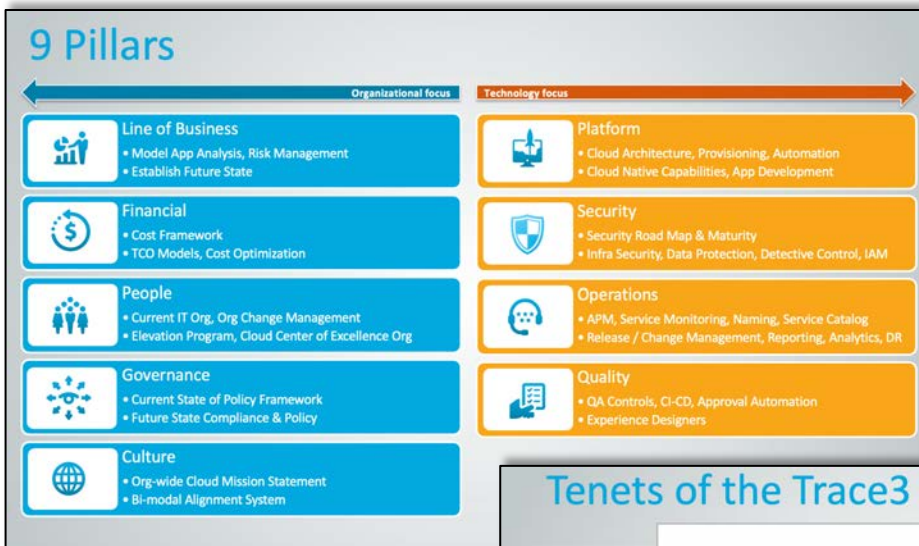 9 Pillars
Organizational focus
Technology focus
Line of Business
• Model App Analysis, Risk Management
• Establish Future State
Financial
• Cost Framework
• TCO Models, Cost Optimization
People
• Current IT Org, Org Change Management
• Elevation Program, Cloud Center of Excellence Org
Governance
• Current State of Policy Framework
• Future State Compliance & Policy
Culture
• Org-wide Cloud Mission Statement
• Bi-modal Alignment System
Platform
• Cloud Architecture, Provisioning, Automation
• Cloud Native Capabilities, App Development
Security
• Security Road Map & Maturity
• Infra Security, Data Protection, Detective Control, IAM
Operations
• APM, Service Monitoring, Naming, Service Catalog
• Release / Change Management, Reporting, Analytics, DR
Quality
• QA Controls, CI-CD, Approval Automation
• Experience Designers
Tenets of the Trace3